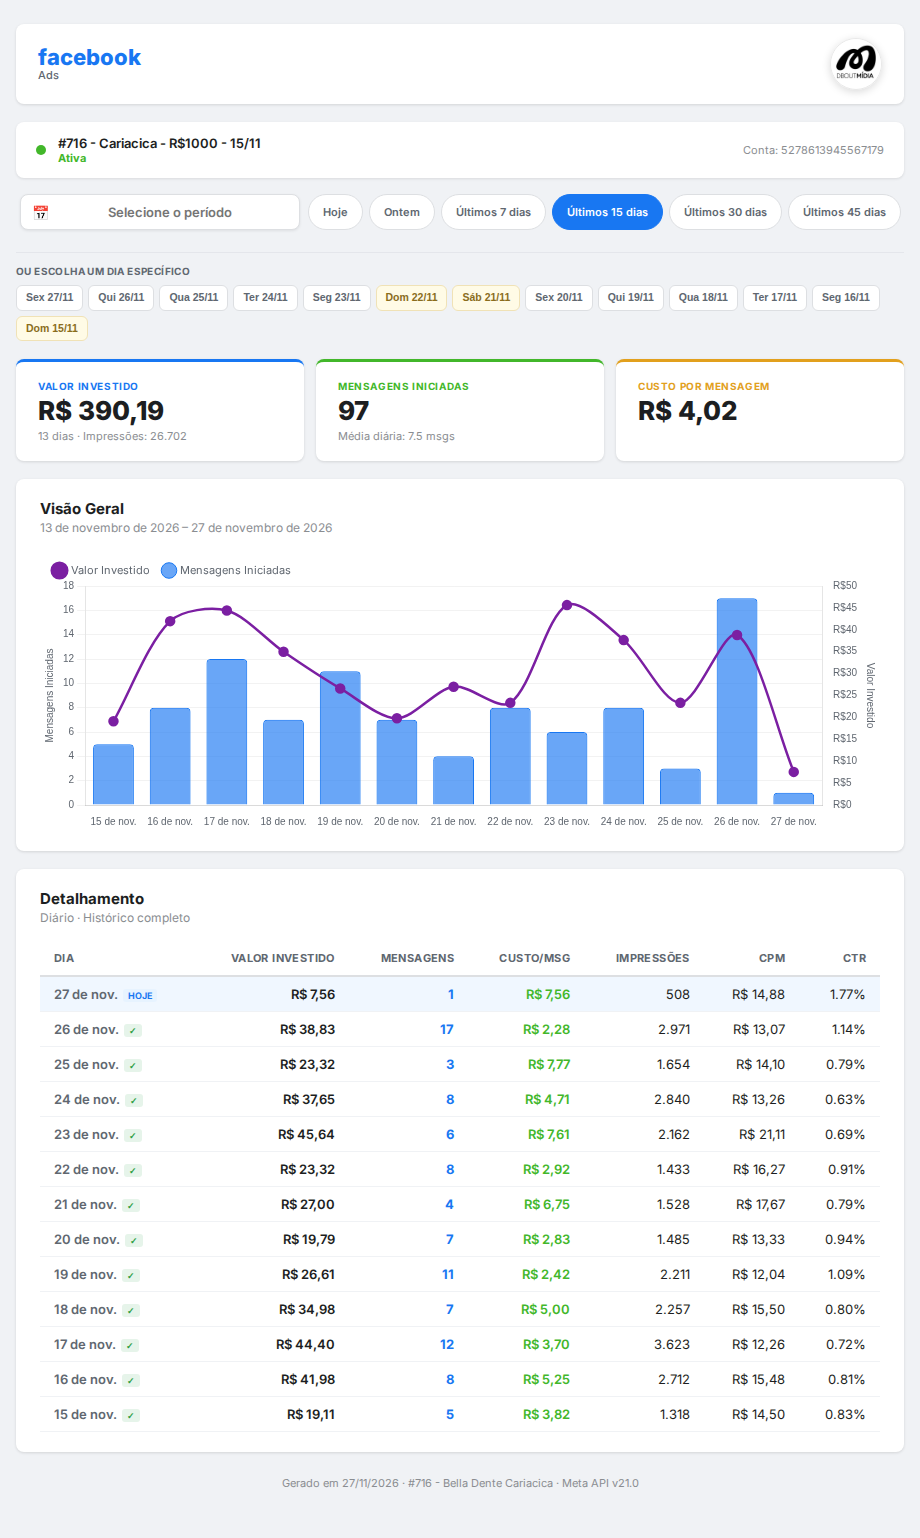 facebook
Ads
DBOUTMÍDIA
#716 - Cariacica - R$1000 - 15/11
Ativa
Conta: 5278613945567179
📅 Selecione o período
Hoje
Ontem
Últimos 7 dias
Últimos 15 dias
Últimos 30 dias
Últimos 45 dias
OU ESCOLHA UM DIA ESPECÍFICO
Sex 27/11 Qui 26/11 Qua 25/11 Ter 24/11 Seg 23/11 Dom 22/11 Sáb 21/11 Sex 20/11 Qui 19/11 Qua 18/11 Ter 17/11 Seg 16/11
Dom 15/11
VALOR INVESTIDO
R$ 390,19
13 dias · Impressões: 26.702
MENSAGENS INICIADAS
97
Média diária: 7.5 msgs
CUSTO POR MENSAGEM
R$ 4,02
Visão Geral
13 de novembro de 2026 – 27 de novembro de 2026
Valor Investido Mensagens Iniciadas
Mensagens Iniciadas
18
16
14
12
10
8
6
4
2
0
R$50
R$45
R$40
R$35
R$30
R$25
R$20
R$15
R$10
R$5
R$0
Valor Investido
15 de nov. 16 de nov. 17 de nov. 18 de nov. 19 de nov. 20 de nov. 21 de nov. 22 de nov. 23 de nov. 24 de nov. 25 de nov. 26 de nov. 27 de nov.
Detalhamento
Diário · Histórico completo
DIA VALOR INVESTIDO MENSAGENS CUSTO/MSG IMPRESSÕES CPM CTR
27 de nov. HOJE R$ 7,56 1 R$ 7,56 508 R$ 14,88 1.77%
26 de nov. ✓ R$ 38,83 17 R$ 2,28 2.971 R$ 13,07 1.14%
25 de nov. ✓ R$ 23,32 3 R$ 7,77 1.654 R$ 14,10 0.79%
24 de nov. ✓ R$ 37,65 8 R$ 4,71 2.840 R$ 13,26 0.63%
23 de nov. ✓ R$ 45,64 6 R$ 7,61 2.162 R$ 21,11 0.69%
22 de nov. ✓ R$ 23,32 8 R$ 2,92 1.433 R$ 16,27 0.91%
21 de nov. ✓ R$ 27,00 4 R$ 6,75 1.528 R$ 17,67 0.79%
20 de nov. ✓ R$ 19,79 7 R$ 2,83 1.485 R$ 13,33 0.94%
19 de nov. ✓ R$ 26,61 11 R$ 2,42 2.211 R$ 12,04 1.09%
18 de nov. ✓ R$ 34,98 7 R$ 5,00 2.257 R$ 15,50 0.80%
17 de nov. ✓ R$ 44,40 12 R$ 3,70 3.623 R$ 12,26 0.72%
16 de nov. ✓ R$ 41,98 8 R$ 5,25 2.712 R$ 15,48 0.81%
15 de nov. ✓ R$ 19,11 5 R$ 3,82 1.318 R$ 14,50 0.83%
Gerado em 27/11/2026 · #716 - Bella Dente Cariacica · Meta API v21.0